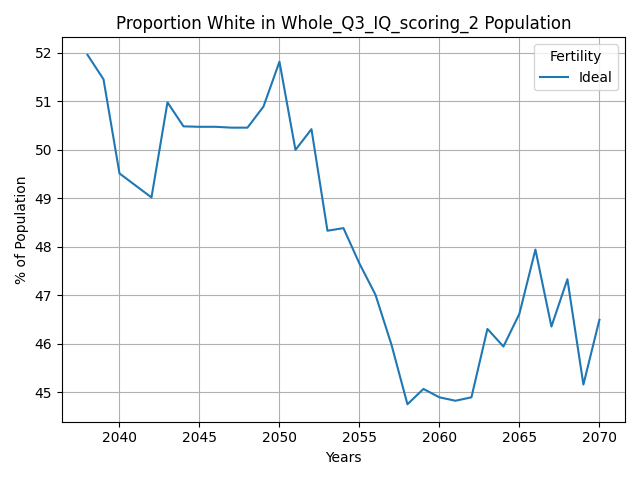 Proportion White in Whole_Q3_IQ_scoring_2 Population
Fertility
Ideal
% of Population
52
51
50
49
48
47
46
45
2040 2045 2050 2055 2060 2065 2070
Years